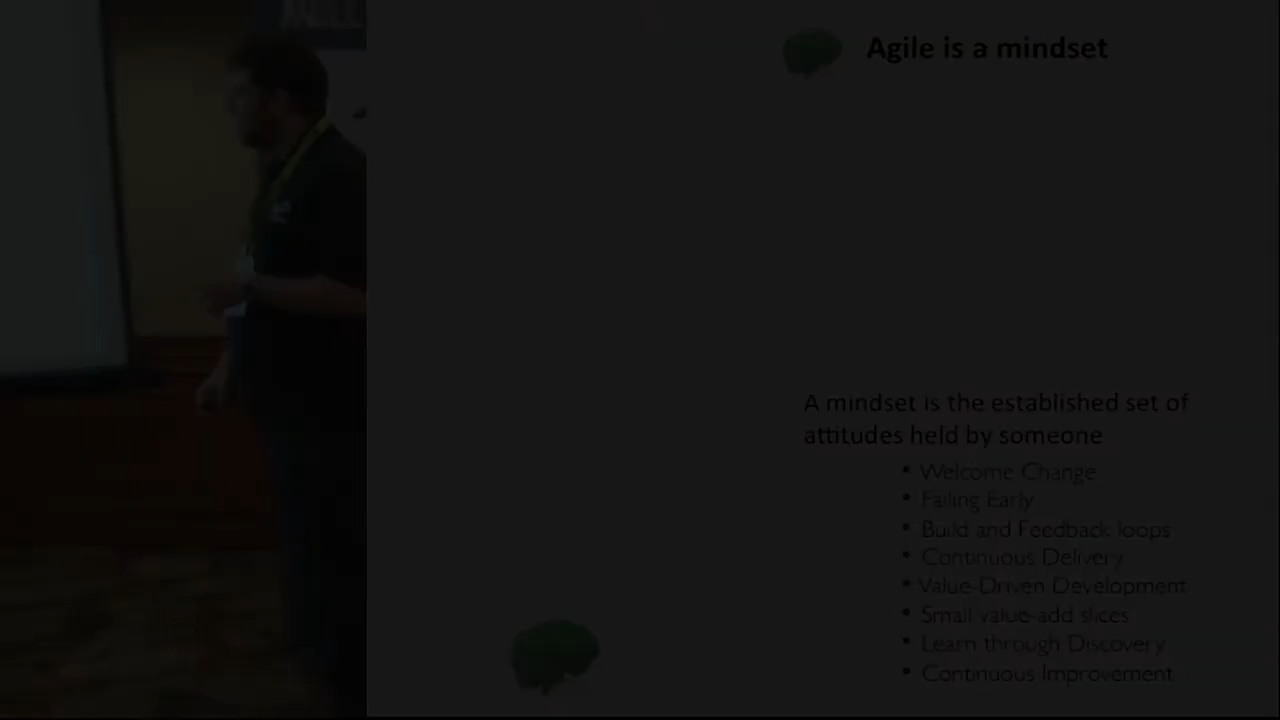 Agile is a mindset
A mindset is the established set of
attitudes held by someone
• Welcome Change
• Failing Early
• Build and Feedback loops
• Continuous Delivery
• Value-Driven Development
• Small value-add slices
• Learn through Discovery
• Continuous Improvement